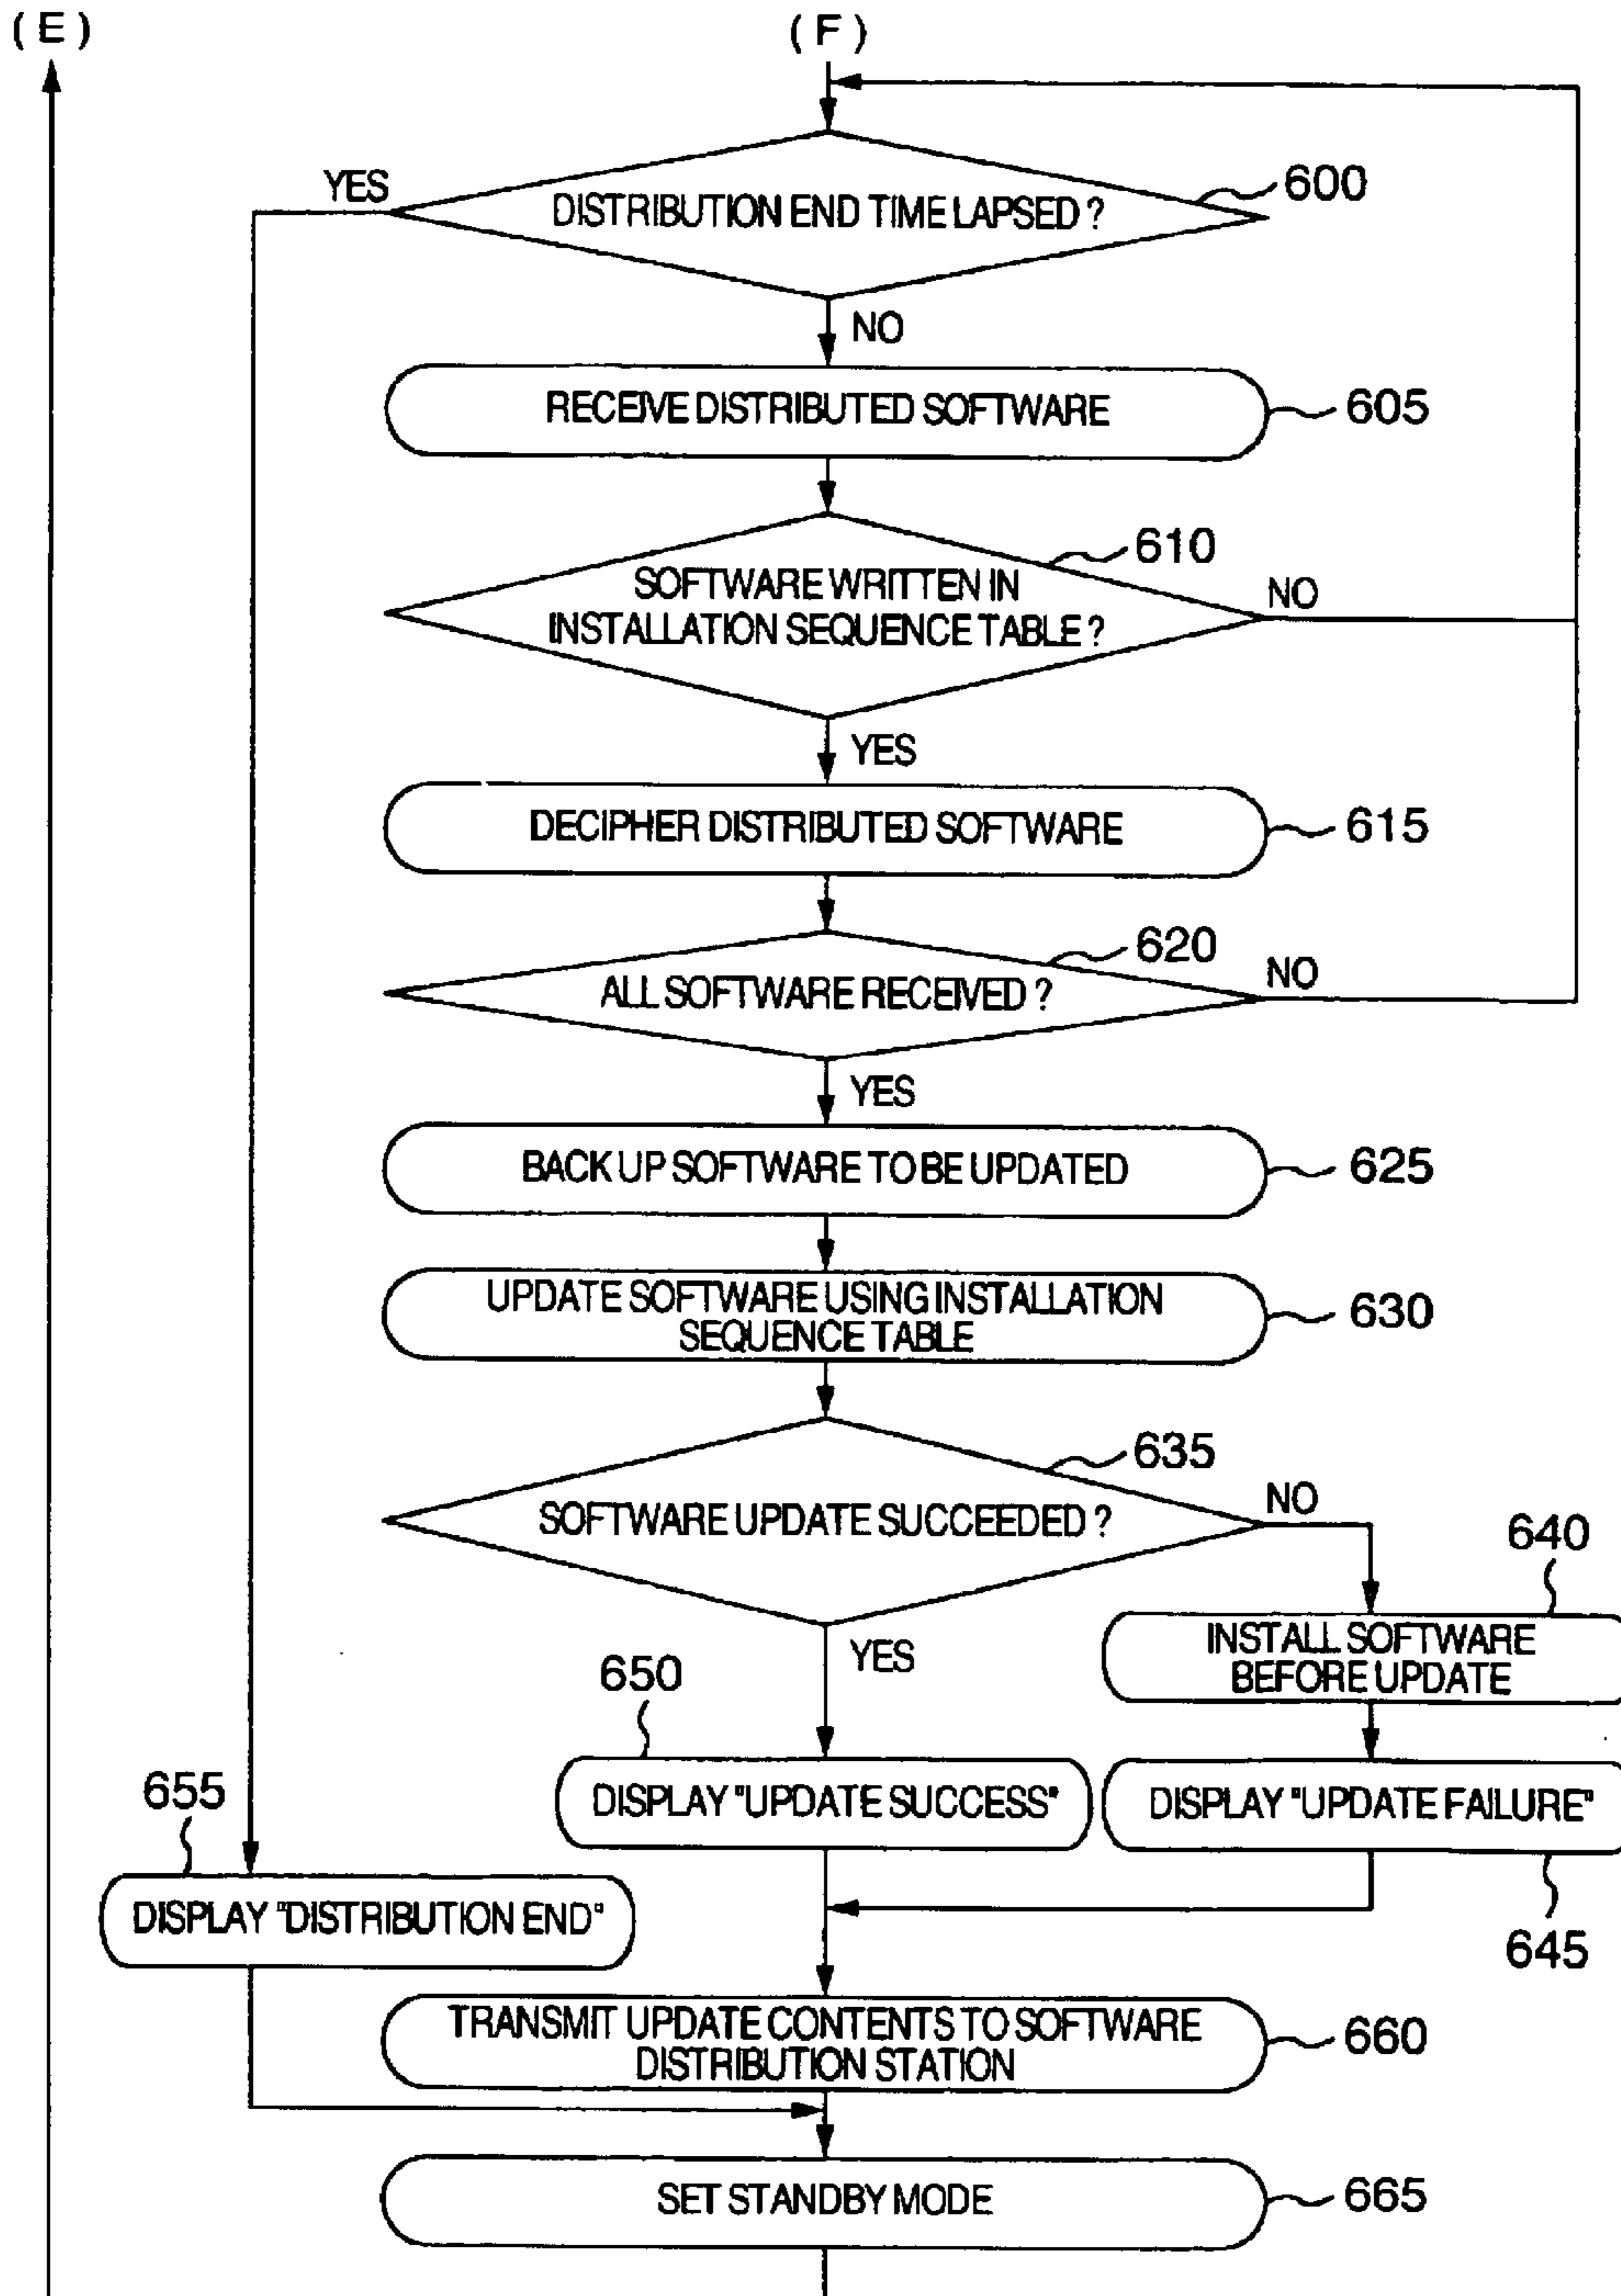 (E)
(F)
YES
DISTRIBUTION END TIME LAPSED ?
600
NO
RECEIVE DISTRIBUTED SOFTWARE
605
610
SOFTWARE WRITTEN IN
INSTALLATION SEQUENCE TABLE ?
NO
YES
DECIPHER DISTRIBUTED SOFTWARE
615
620
ALL SOFTWARE RECEIVED ?
NO
YES
BACK UP SOFTWARE TO BE UPDATED
625
UPDATE SOFTWARE USING INSTALLATION
SEQUENCE TABLE
630
635
SOFTWARE UPDATE SUCCEEDED ?
NO
640
YES
INSTALL SOFTWARE
BEFORE UPDATE
650
DISPLAY "UPDATE SUCCESS"
DISPLAY "UPDATE FAILURE"
655
DISPLAY "DISTRIBUTION END"
645
TRANSMIT UPDATE CONTENTS TO SOFTWARE
DISTRIBUTION STATION
660
SET STANDBY MODE
665